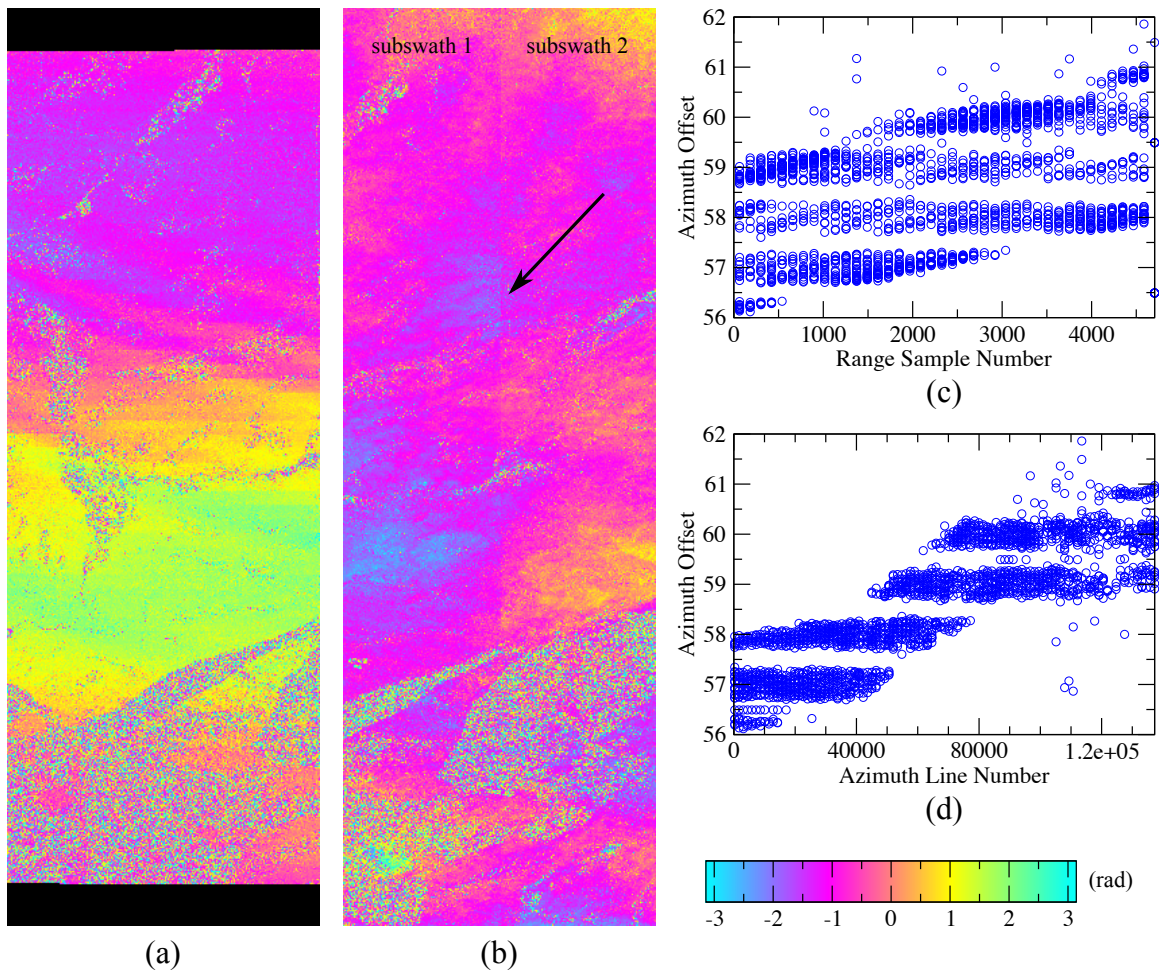 subswath 1
subswath 2
(a)
(b)
62
61
60
59
58
57
56
Azimuth Offset
0
1000
2000
3000
4000
Range Sample Number
(c)
62
61
60
59
58
57
56
Azimuth Offset
0
40000
80000
1.2e+05
Azimuth Line Number
(d)
-3
-2
-1
0
1
2
3
(rad)